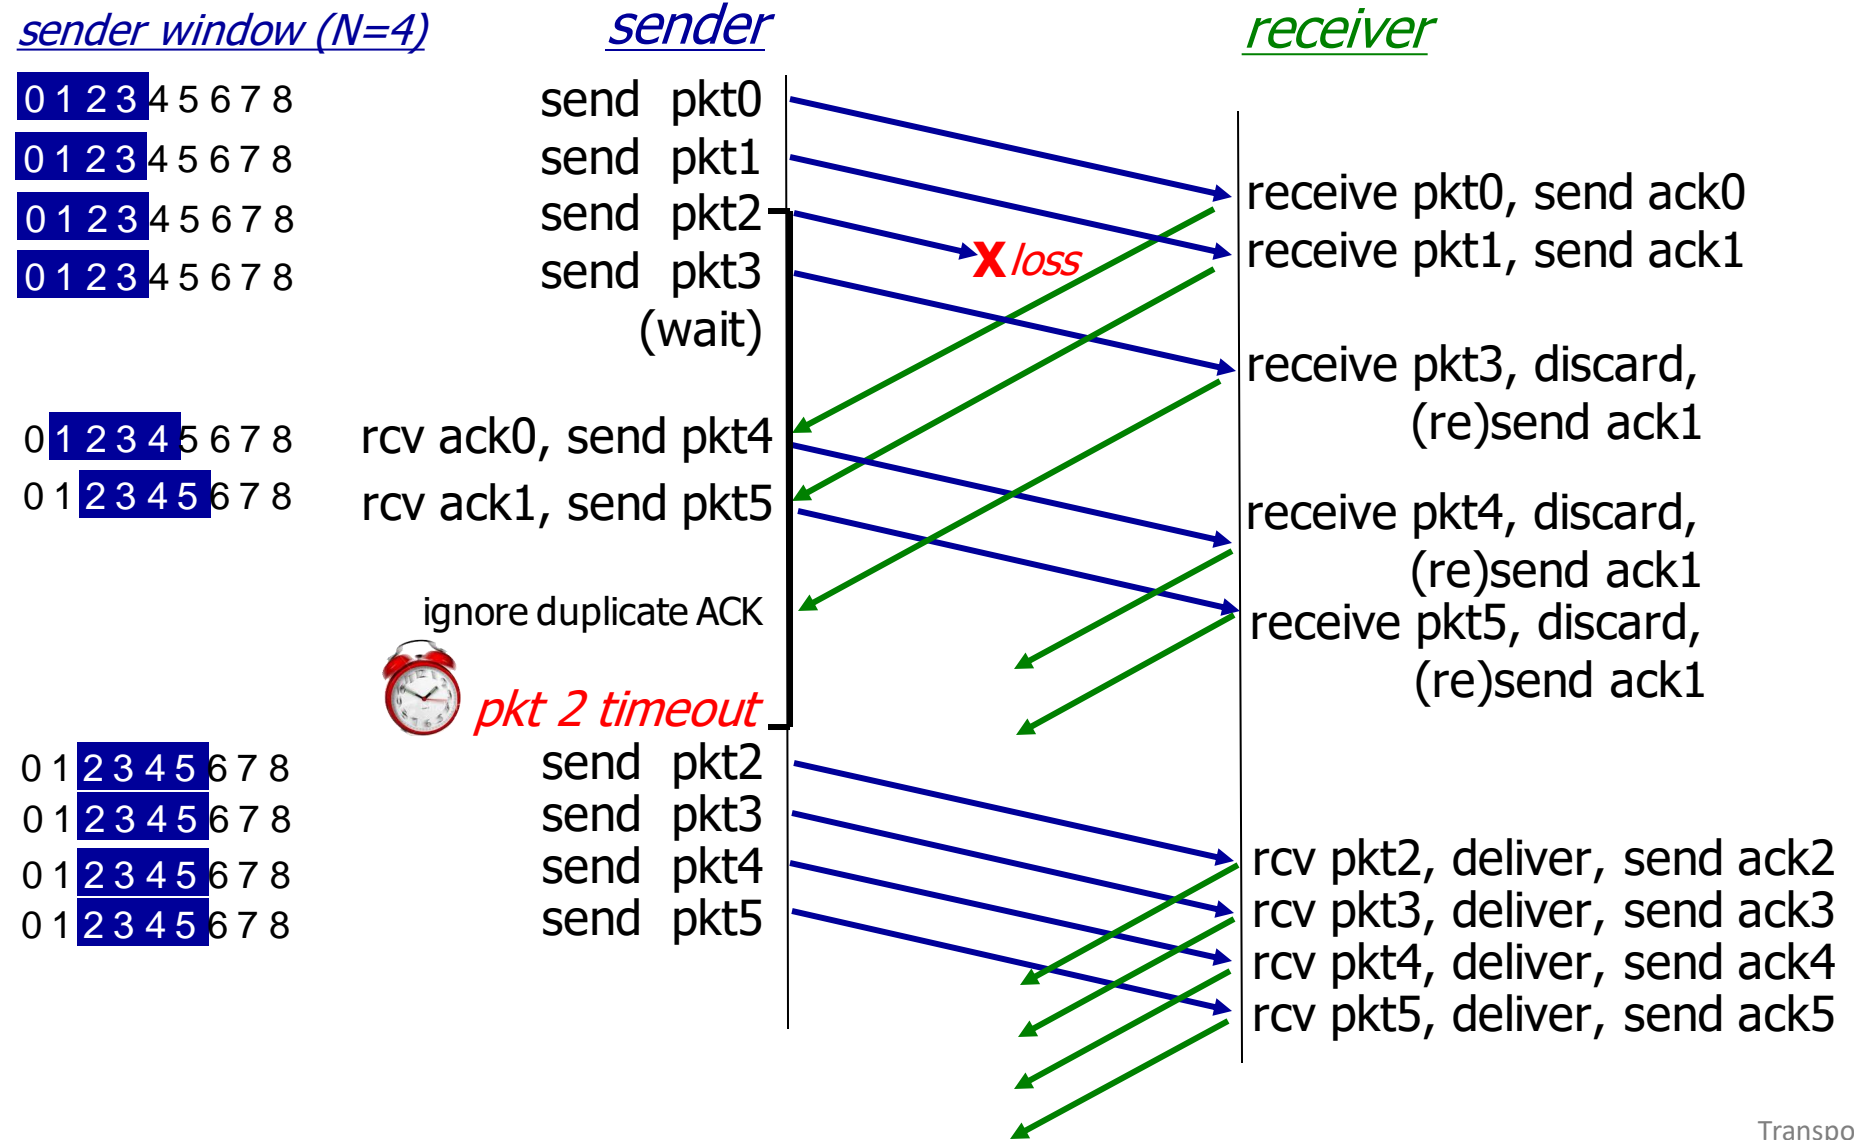 sender window (N=4)
sender
receiver
0 1 2 3 4 5 6 7 8
send pkt0
0 1 2 3 4 5 6 7 8
send pkt1
receive pkt0, send ack0
0 1 2 3 4 5 6 7 8
send pkt2
receive pkt1, send ack1
X loss
0 1 2 3 4 5 6 7 8
send pkt3
(wait)
receive pkt3, discard,
(re)send ack1
0 1 2 3 4 5 6 7 8
rcv ack0, send pkt4
0 1 2 3 4 5 6 7 8
rcv ack1, send pkt5
receive pkt4, discard,
(re)send ack1
ignore duplicate ACK
receive pkt5, discard,
(re)send ack1
pkt 2 timeout
0 1 2 3 4 5 6 7 8
send pkt2
0 1 2 3 4 5 6 7 8
send pkt3
0 1 2 3 4 5 6 7 8
send pkt4
0 1 2 3 4 5 6 7 8
send pkt5
rcv pkt2, deliver, send ack2
rcv pkt3, deliver, send ack3
rcv pkt4, deliver, send ack4
rcv pkt5, deliver, send ack5